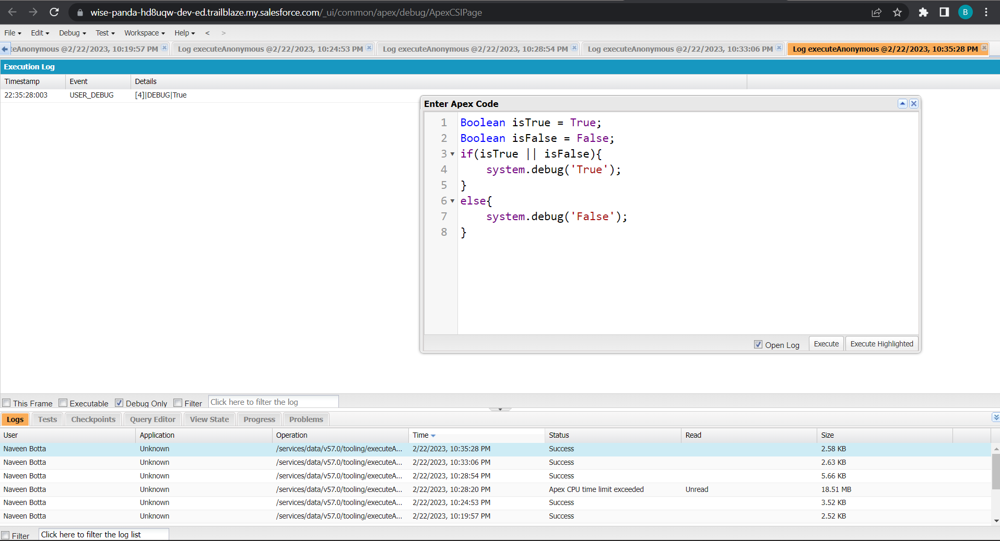 wise-panda-hd8uqw-dev-ed.trailblaze.my.salesforce.com/_ui/common/apex/debug/ApexCSIPage
B
File Edit Debug Test Workspace Help < >
teAnonymous @2/22/2023, 10:19:57 PM Log executeAnonymous @2/22/2023, 10:24:53 PM Log executeAnonymous @2/22/2023, 10:28:54 PM Log executeAnonymous @2/22/2023, 10:33:06 PM Log executeAnonymous @2/22/2023, 10:35:28 PM
Execution Log
Timestamp Event Details
22:35:28:003 USER_DEBUG [4]|DEBUG|True
Enter Apex Code
1 Boolean isTrue = True;
2 Boolean isFalse = False;
3 if(isTrue || isFalse){
4 system.debug('True');
5 }
6 else{
7 system.debug('False');
8 }
Open Log Execute Execute Highlighted
This Frame Executable Debug Only Filter Click here to filter the log
Logs Tests Checkpoints Query Editor View State Progress Problems
User Application Operation Time Status Read Size
Naveen Botta Unknown /services/data/v57.0/tooling/executeA... 2/22/2023, 10:35:28 PM Success 2.58 KB
Naveen Botta Unknown /services/data/v57.0/tooling/executeA... 2/22/2023, 10:33:06 PM Success 2.63 KB
Naveen Botta Unknown /services/data/v57.0/tooling/executeA... 2/22/2023, 10:28:54 PM Success 5.66 KB
Naveen Botta Unknown /services/data/v57.0/tooling/executeA... 2/22/2023, 10:28:20 PM Apex CPU time limit exceeded Unread 18.51 MB
Naveen Botta Unknown /services/data/v57.0/tooling/executeA... 2/22/2023, 10:24:53 PM Success 3.52 KB
Naveen Botta Unknown /services/data/v57.0/tooling/executeA... 2/22/2023, 10:19:57 PM Success 2.52 KB
Filter Click here to filter the log list